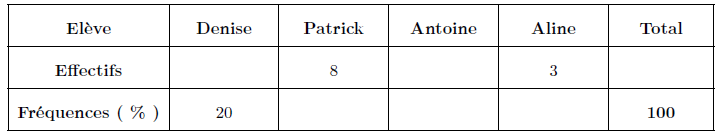 Elève Denise Patrick Antoine Aline Total
Effectifs 8 3
Fréquences ( % ) 20 100